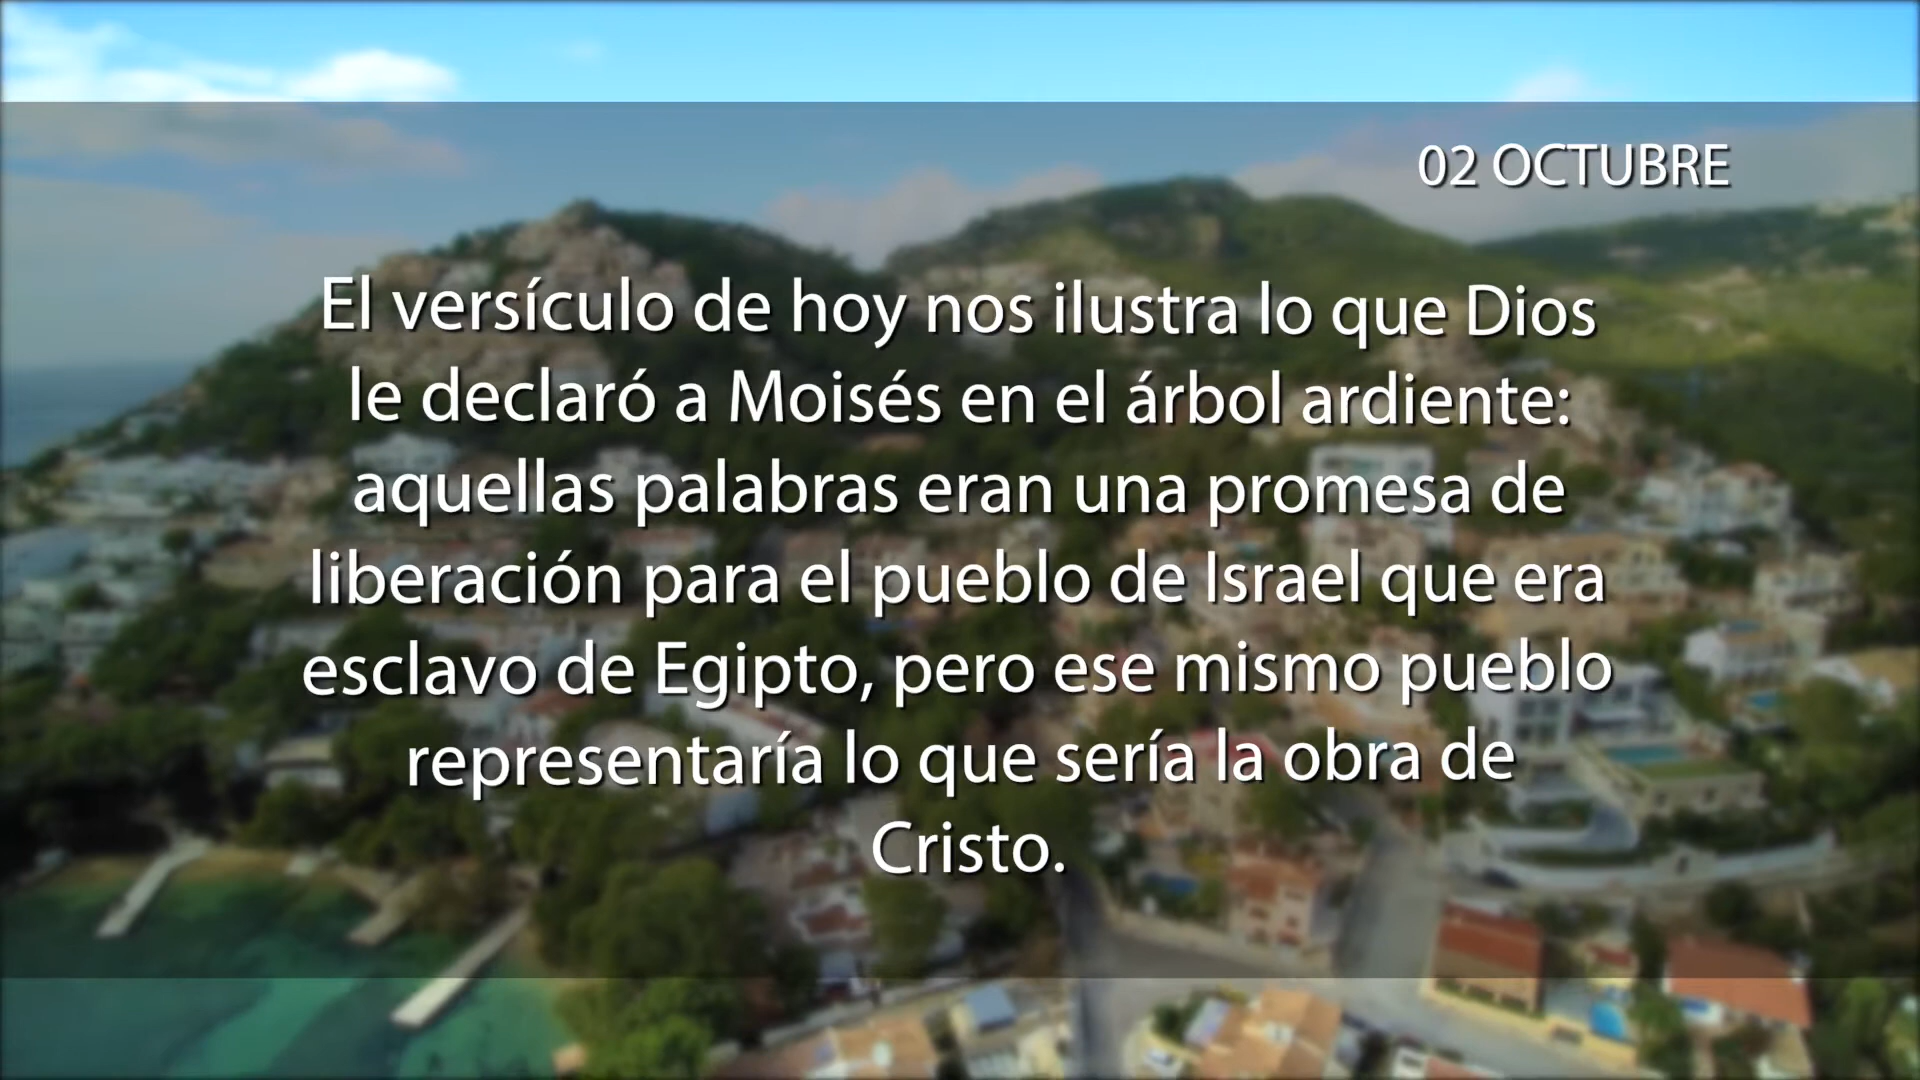 02 OCTUBRE
El versículo de hoy nos ilustra lo que Dios
le declaró a Moisés en el árbol ardiente:
aquellas palabras eran una promesa de
liberación para el pueblo de Israel que era
esclavo de Egipto, pero ese mismo pueblo
representaría lo que sería la obra de
Cristo.